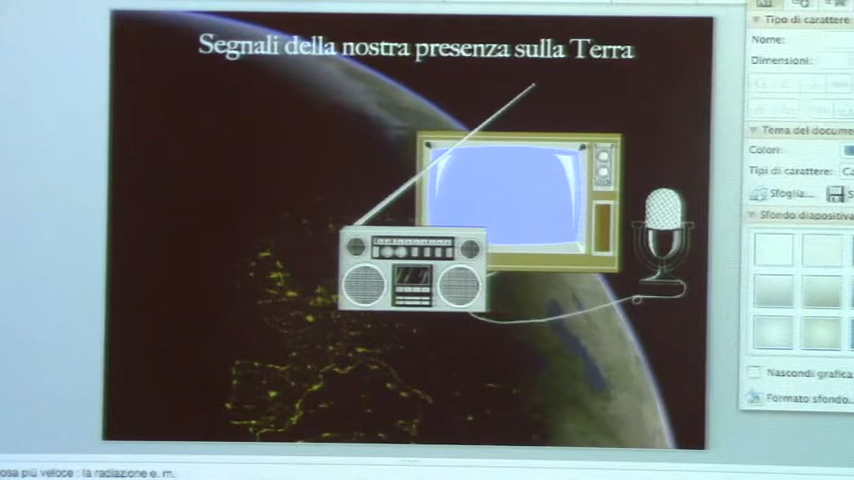 Segnali della nostra presenza sulla Terra
Tipo di carattere:
Nome:
Dimensioni:
Tema del docume
Colori:
Tipi di carattere:
Sfoglia...
Sfondo diapositiva
Nascondi grafica
Formato sfondo..
osa più veloce : la radiazione e. m.